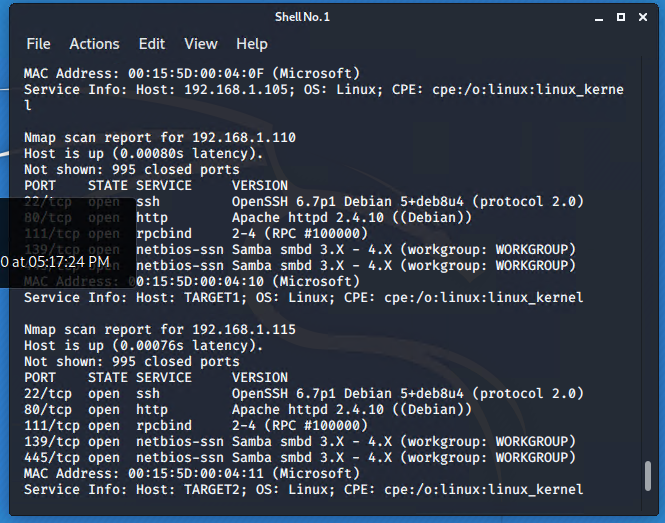 Shell No. 1
File Actions Edit View Help
MAC Address: 00:15:5D:00:04:0F (Microsoft)
Service Info: Host: 192.168.1.105; OS: Linux; CPE: cpe:/o:linux:linux_kerne
l
Nmap scan report for 192.168.1.110
Host is up (0.00080s latency).
Not shown: 995 closed ports
PORT STATE SERVICE VERSION
22/tcp open ssh OpenSSH 6.7p1 Debian 5+deb8u4 (protocol 2.0)
80/tcp open http Apache httpd 2.4.10 ((Debian))
111/tcp open rpcbind 2-4 (RPC #100000)
139/tcp open netbios-ssn Samba smbd 3.X - 4.X (workgroup: WORKGROUP)
0 at 05:17:24 PM
netbios-ssn Samba smbd 3.X - 4.X (workgroup: WORKGROUP)
MAC Address: 00:15:5D:00:04:10 (Microsoft)
Service Info: Host: TARGET1; OS: Linux; CPE: cpe:/o:linux:linux_kernel
Nmap scan report for 192.168.1.115
Host is up (0.00076s latency).
Not shown: 995 closed ports
PORT STATE SERVICE VERSION
22/tcp open ssh OpenSSH 6.7p1 Debian 5+deb8u4 (protocol 2.0)
80/tcp open http Apache httpd 2.4.10 ((Debian))
111/tcp open rpcbind 2-4 (RPC #100000)
139/tcp open netbios-ssn Samba smbd 3.X - 4.X (workgroup: WORKGROUP)
445/tcp open netbios-ssn Samba smbd 3.X - 4.X (workgroup: WORKGROUP)
MAC Address: 00:15:5D:00:04:11 (Microsoft)
Service Info: Host: TARGET2; OS: Linux; CPE: cpe:/o:linux:linux_kernel